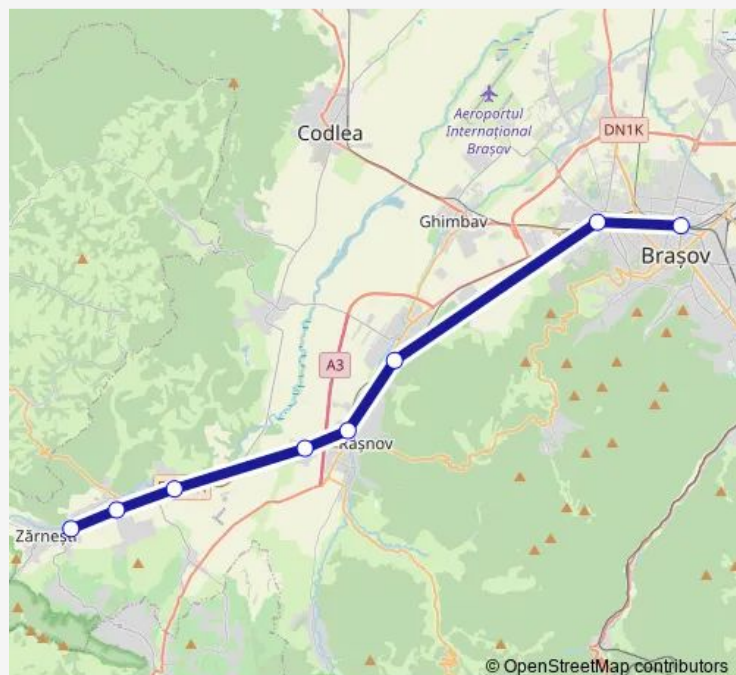 DN1K
Codlea
Aeroportul
Internațional
Brașov
Ghimbav
Brașov
A3
Râșnov
Zărnești
© OpenStreetMap contributors